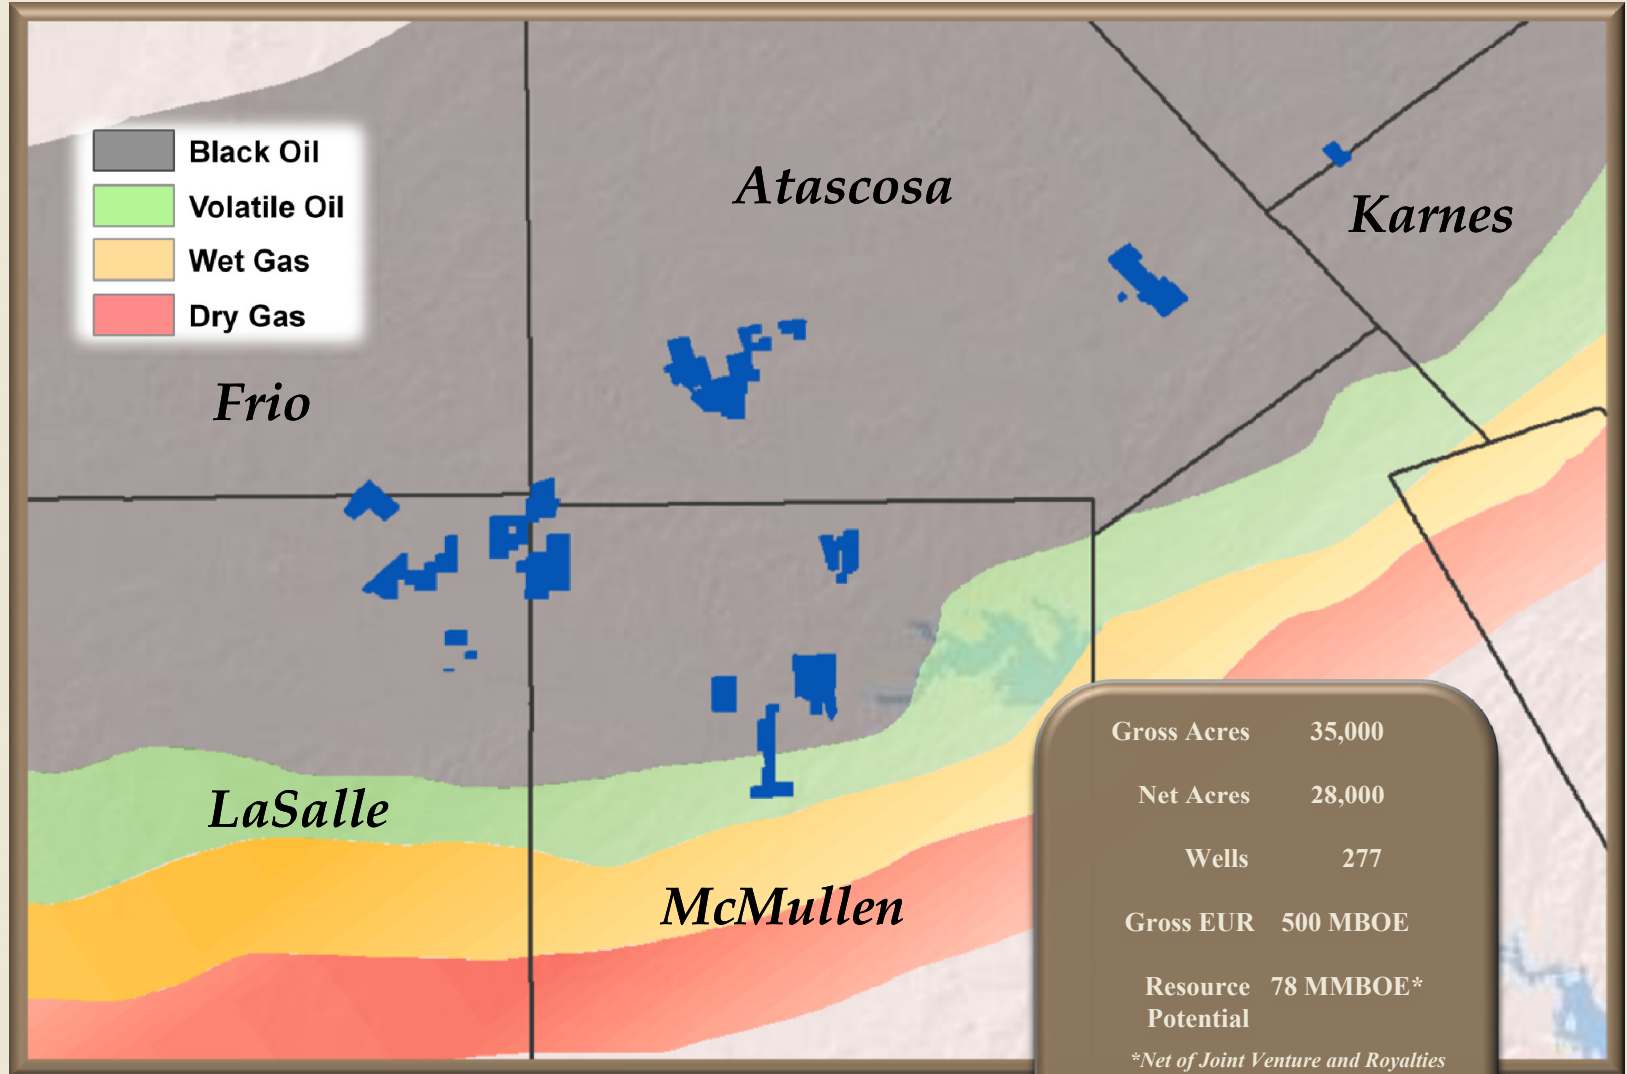 Black Oil
Volatile Oil
Wet Gas
Dry Gas
Atascosa
Karnes
Frio
LaSalle
McMullen
Gross Acres 35,000
Net Acres 28,000
Wells 277
Gross EUR 500 MBOE
Resource 78 MMBOE*
Potential
*Net of Joint Venture and Royalties